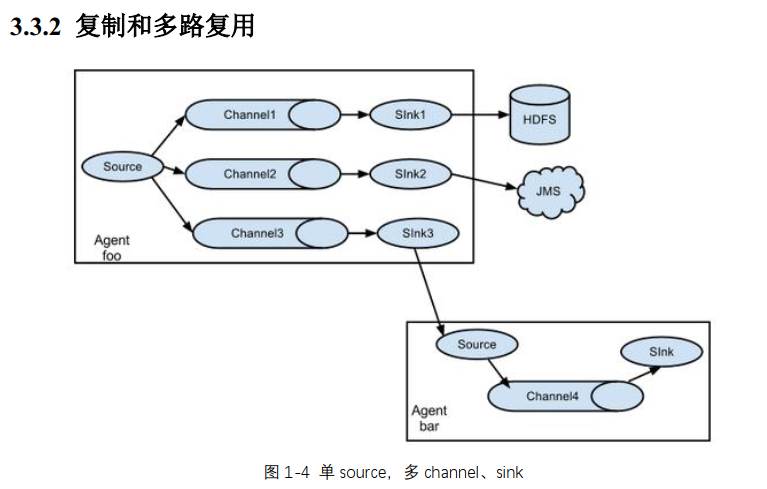 3.3.2 复制和多路复用
Channel1
SInk1
HDFS
Source
Channel2
SInk2
JMS
Channel3
SInk3
Agent
foo
Source
SInk
Channel4
Agent
bar
图 1-4 单 source，多 channel、sink